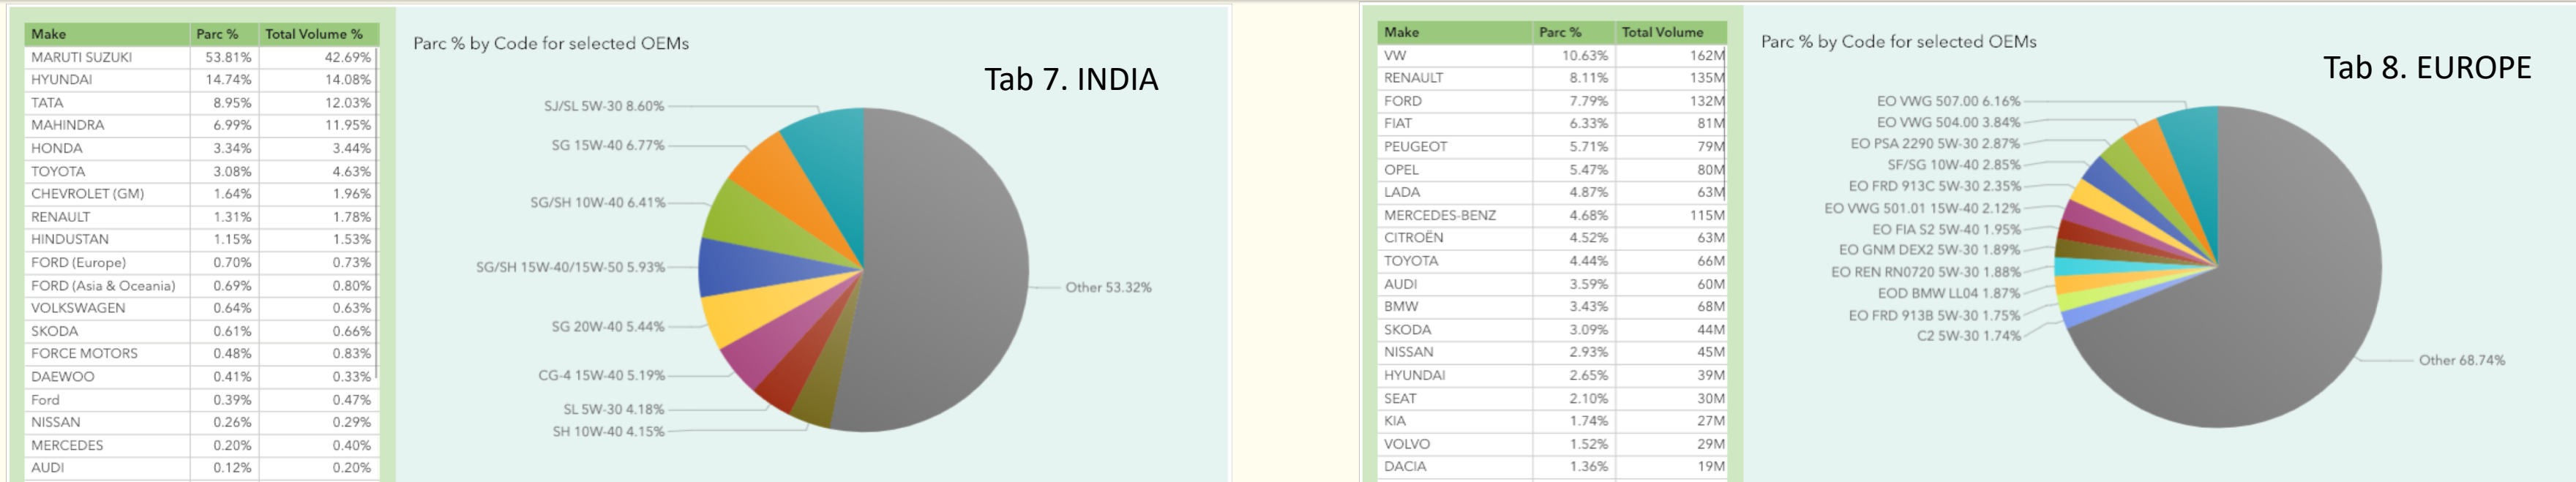 Make Parc % Total Volume %
MARUTI SUZUKI 53.81% 42.69%
HYUNDAI 14.74% 14.08%
TATA 8.95% 12.03%
MAHINDRA 6.99% 11.95%
HONDA 3.34% 3.44%
TOYOTA 3.08% 4.63%
CHEVROLET (GM) 1.64% 1.96%
RENAULT 1.31% 1.78%
HINDUSTAN 1.15% 1.53%
FORD (Europe) 0.70% 0.73%
FORD (Asia & Oceania) 0.69% 0.80%
VOLKSWAGEN 0.64% 0.63%
SKODA 0.61% 0.66%
FORCE MOTORS 0.48% 0.83%
DAEWOO 0.41% 0.33%
Ford 0.39% 0.47%
NISSAN 0.26% 0.29%
MERCEDES 0.20% 0.40%
AUDI 0.12% 0.20%
Parc % by Code for selected OEMs
Tab 7. INDIA
SJ/SL 5W-30 8.60%
SG 15W-40 6.77%
SG/SH 10W-40 6.41%
SG/SH 15W-40/15W-50 5.93%
SG 20W-40 5.44%
CG-4 15W-40 5.19%
SL 5W-30 4.18%
SH 10W-40 4.15%
Other 53.32%
Make Parc % Total Volume
VW 10.63% 162M
RENAULT 8.11% 135M
FORD 7.79% 132M
FIAT 6.33% 81M
PEUGEOT 5.71% 79M
OPEL 5.47% 80M
LADA 4.87% 63M
MERCEDES-BENZ 4.68% 115M
CITROËN 4.52% 63M
TOYOTA 4.44% 66M
AUDI 3.59% 60M
BMW 3.43% 68M
SKODA 3.09% 44M
NISSAN 2.93% 45M
HYUNDAI 2.65% 39M
SEAT 2.10% 30M
KIA 1.74% 27M
VOLVO 1.52% 29M
DACIA 1.36% 19M
Parc % by Code for selected OEMs
Tab 8. EUROPE
EO VWG 507.00 6.16%
EO VWG 504.00 3.84%
EO PSA 2290 5W-30 2.87%
SF/SG 10W-40 2.85%
EO FRD 913C 5W-30 2.35%
EO VWG 501.01 15W-40 2.12%
EO FIA S2 5W-40 1.95%
EO GNM DEX2 5W-30 1.89%
EO REN RN0720 5W-30 1.88%
EOD BMW LL04 1.87%
EO FRD 913B 5W-30 1.75%
C2 5W-30 1.74%
Other 68.74%